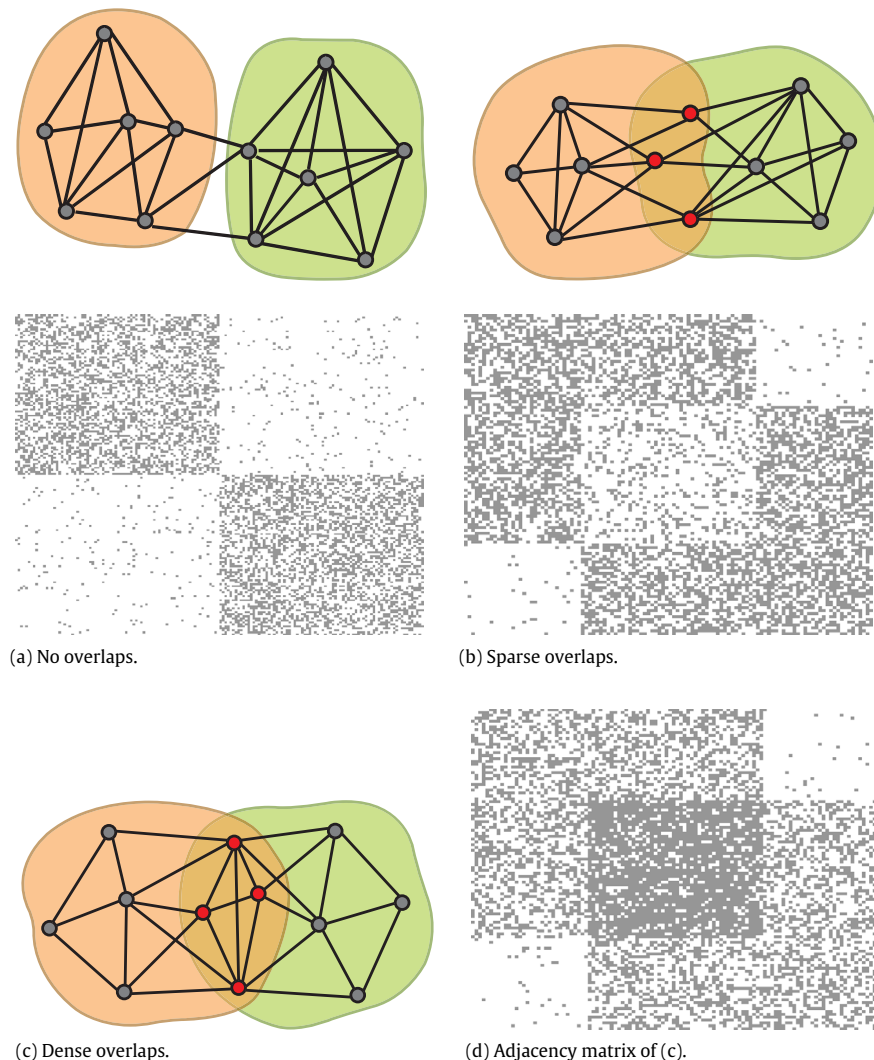 (a) No overlaps.
(b) Sparse overlaps.
(c) Dense overlaps.
(d) Adjacency matrix of (c).